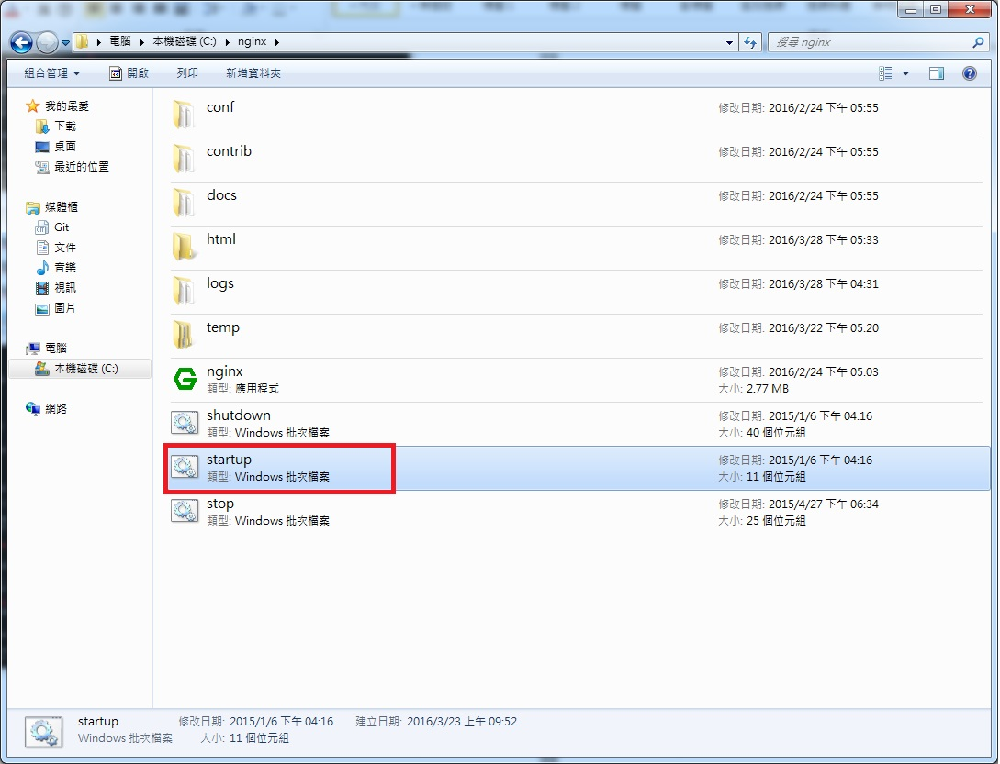 電腦 本機磁碟 (C:) nginx
搜尋 nginx
組合管理 開啟 列印 新增資料夾
我的最愛
下載
桌面
最近的位置
媒體櫃
Git
文件
音樂
視訊
圖片
電腦
本機磁碟 (C:)
網路
conf 修改日期: 2016/2/24 下午 05:55
contrib 修改日期: 2016/2/24 下午 05:55
docs 修改日期: 2016/2/24 下午 05:55
html 修改日期: 2016/3/28 下午 05:33
logs 修改日期: 2016/3/28 下午 04:31
temp 修改日期: 2016/3/22 下午 05:20
nginx 修改日期: 2016/2/24 下午 05:03
類型: 應用程式 大小: 2.77 MB
shutdown 修改日期: 2015/1/6 下午 04:16
類型: Windows 批次檔案 大小: 40 個位元組
startup 修改日期: 2015/1/6 下午 04:16
類型: Windows 批次檔案 大小: 11 個位元組
stop 修改日期: 2015/4/27 下午 06:34
類型: Windows 批次檔案 大小: 25 個位元組
startup 修改日期: 2015/1/6 下午 04:16 建立日期: 2016/3/23 上午 09:52
Windows 批次檔案 大小: 11 個位元組